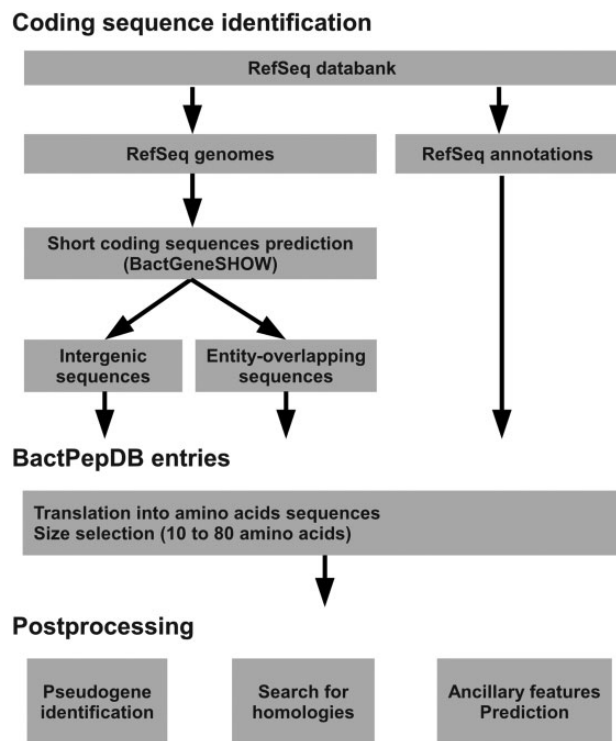 Coding sequence identification
RefSeq databank
RefSeq genomes
RefSeq annotations
Short coding sequences prediction
(BactGeneSHOW)
Intergenic
sequences
Entity-overlapping
sequences
BactPepDB entries
Translation into amino acids sequences
Size selection (10 to 80 amino acids)
Postprocessing
Pseudogene
identification
Search for
homologies
Ancillary features
Prediction